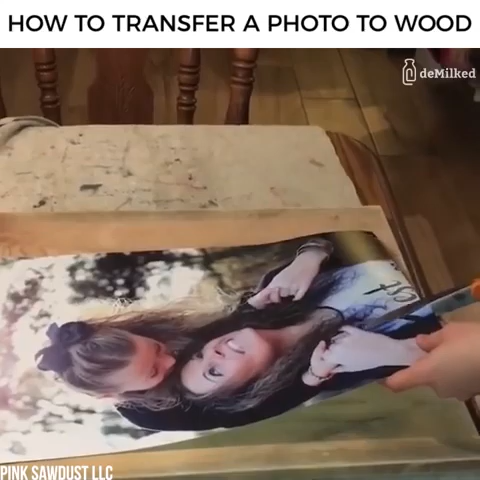 HOW TO TRANSFER A PHOTO TO WOOD
deMilked
PINK SAWDUST LLC